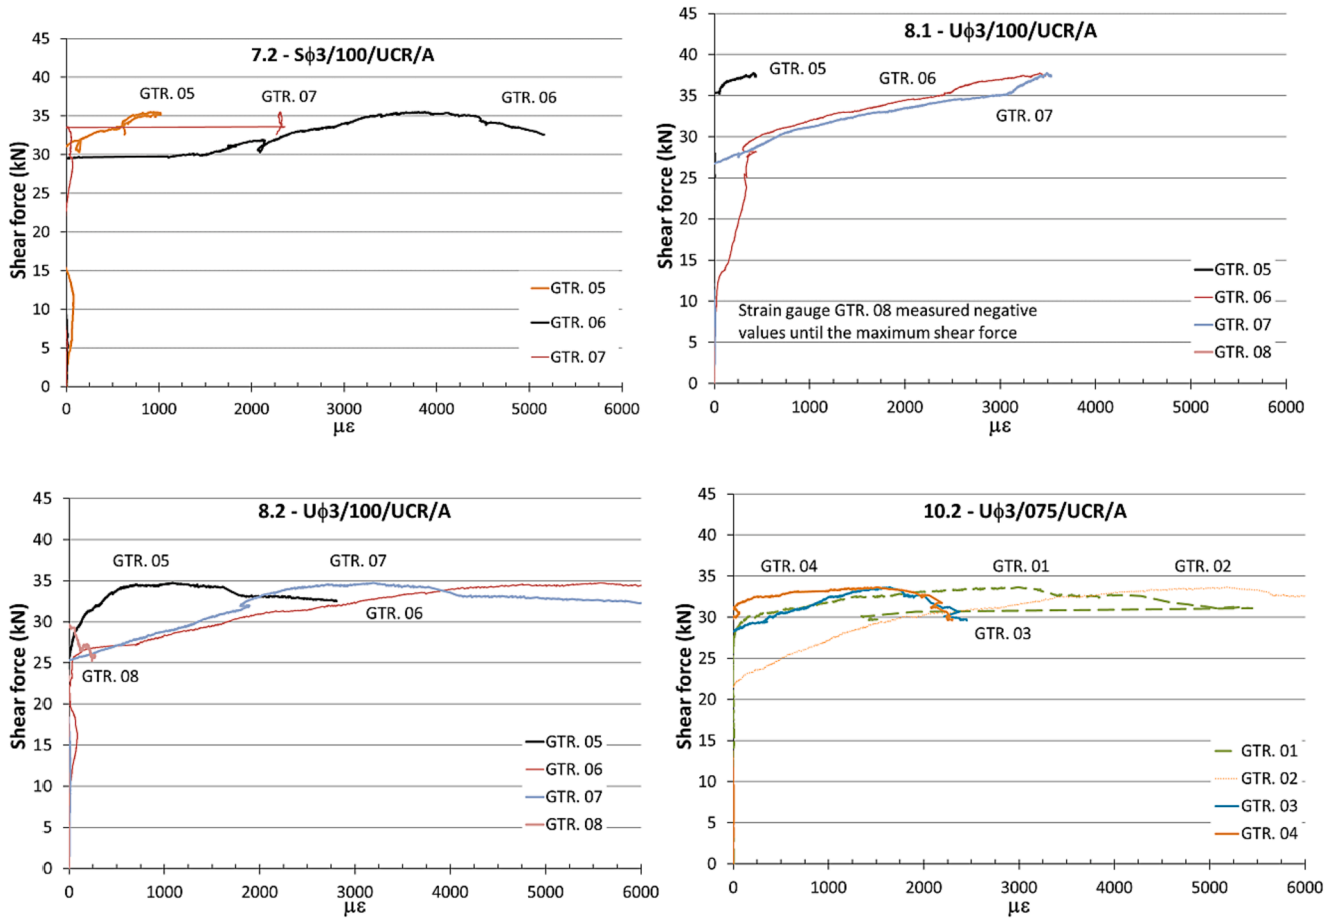 7.2 - Sϕ3/100/UCR/A
Shear force (kN)
45
40
35
30
25
20
15
10
5
0
GTR. 05
GTR. 07
GTR. 06
GTR. 05
GTR. 06
GTR. 07
0 1000 2000 3000 4000 5000 6000
με
8.1 - Uϕ3/100/UCR/A
Shear force (kN)
45
40
35
30
25
20
15
10
5
0
GTR. 05
GTR. 06
GTR. 07
Strain gauge GTR. 08 measured negative
values until the maximum shear force
GTR. 05
GTR. 06
GTR. 07
GTR. 08
0 1000 2000 3000 4000 5000 6000
με
8.2 - Uϕ3/100/UCR/A
Shear force (kN)
45
40
35
30
25
20
15
10
5
0
GTR. 05
GTR. 07
GTR. 06
GTR. 08
GTR. 05
GTR. 06
GTR. 07
GTR. 08
0 1000 2000 3000 4000 5000 6000
με
10.2 - Uϕ3/075/UCR/A
Shear force (kN)
45
40
35
30
25
20
15
10
5
0
GTR. 04
GTR. 01
GTR. 02
GTR. 03
GTR. 01
GTR. 02
GTR. 03
GTR. 04
0 1000 2000 3000 4000 5000 6000
με